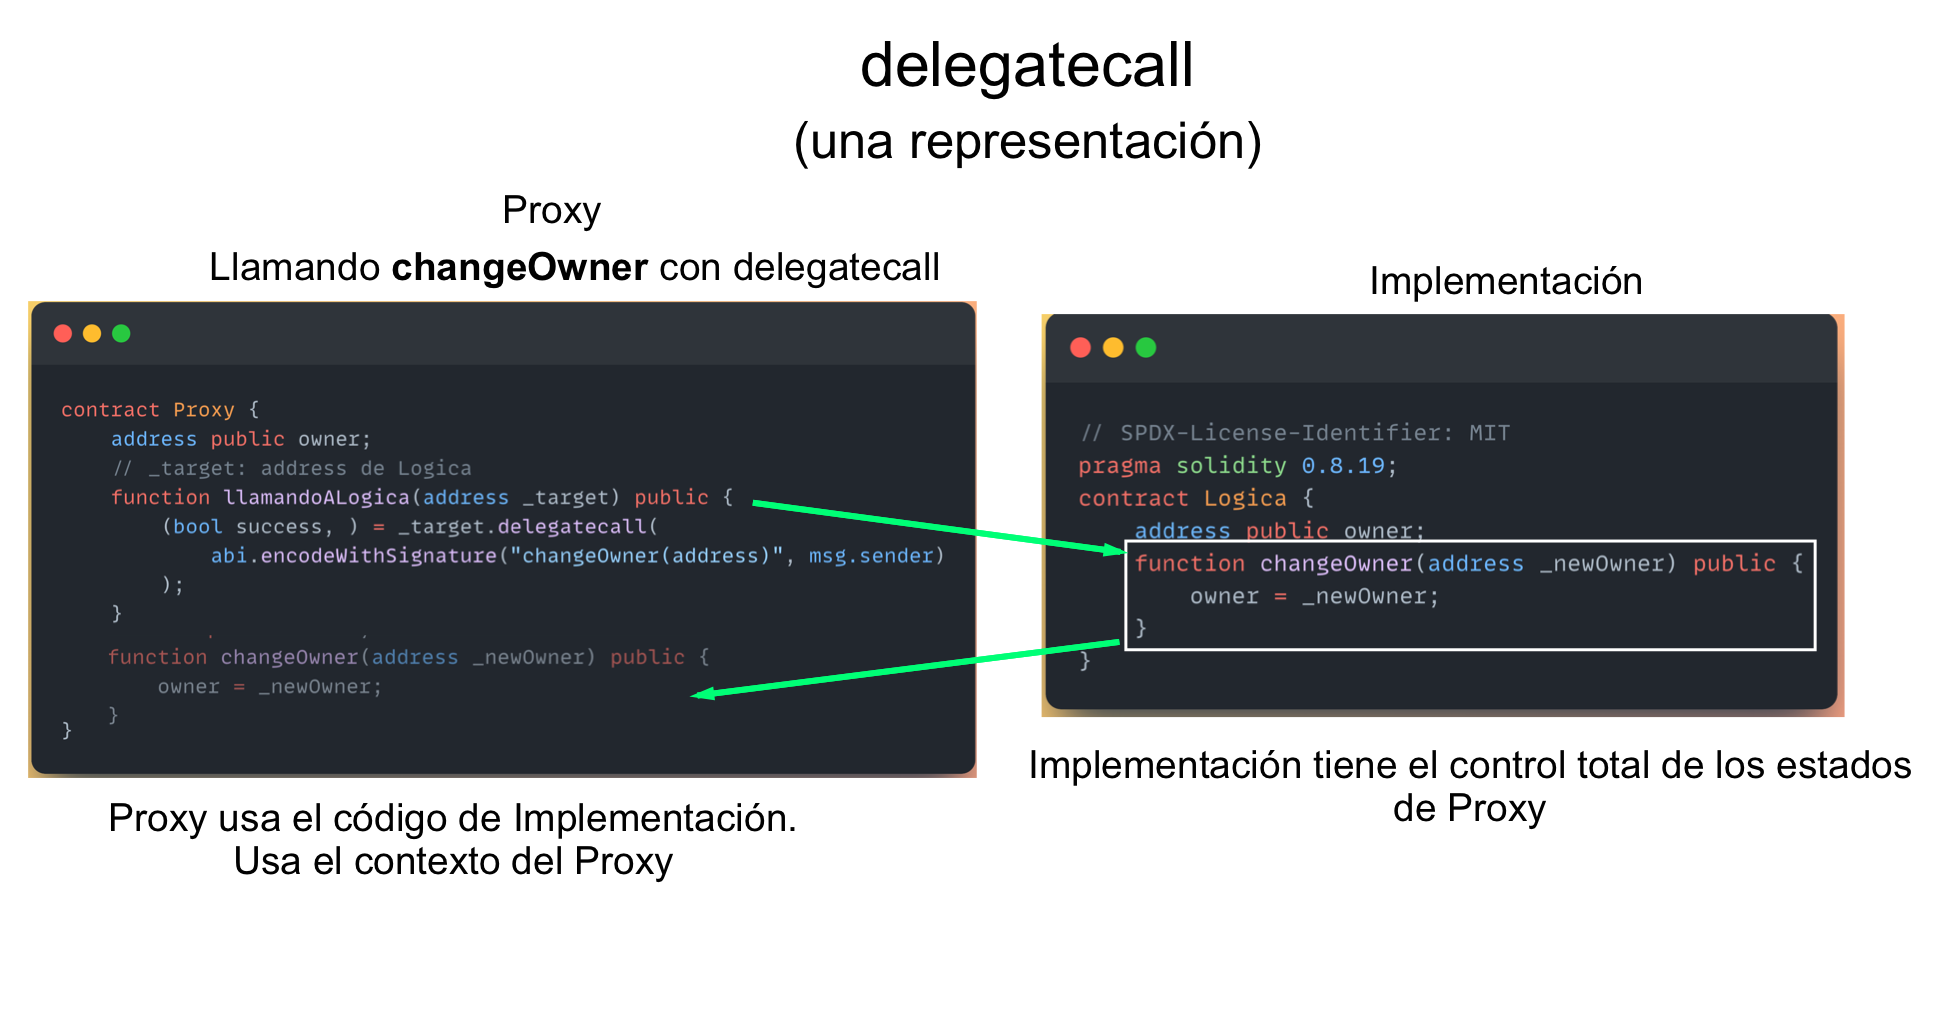 delegatecall
(una representación)
Proxy
Llamando changeOwner con delegatecall
contract Proxy {
address public owner;
// _target: address de Logica
function llamandoALogica(address _target) public {
(bool success, ) = _target.delegatecall(
abi.encodeWithSignature("changeOwner(address)", msg.sender)
);
}
function changeOwner(address _newOwner) public {
owner = _newOwner;
}
}
Proxy usa el código de Implementación.
Usa el contexto del Proxy
Implementación
// SPDX-License-Identifier: MIT
pragma solidity 0.8.19;
contract Logica {
address public owner;
function changeOwner(address _newOwner) public {
owner = _newOwner;
}
}
Implementación tiene el control total de los estados
de Proxy